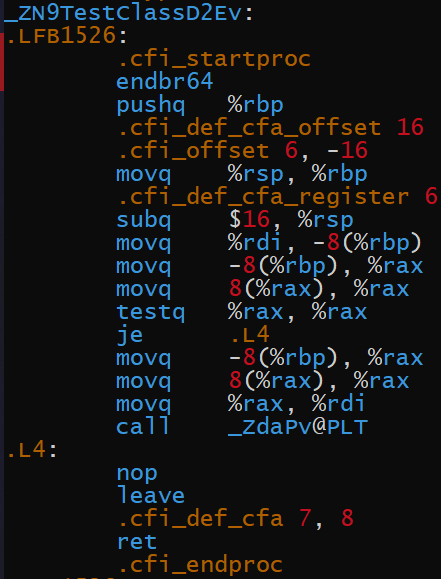 _ZN9TestClassD2Ev:
.LFB1526:
.cfi_startproc
endbr64
pushq %rbp
.cfi_def_cfa_offset 16
.cfi_offset 6, -16
movq %rsp, %rbp
.cfi_def_cfa_register 6
subq $16, %rsp
movq %rdi, -8(%rbp)
movq -8(%rbp), %rax
movq 8(%rax), %rax
testq %rax, %rax
je .L4
movq -8(%rbp), %rax
movq 8(%rax), %rax
movq %rax, %rdi
call _ZdaPv@PLT
.L4:
nop
leave
.cfi_def_cfa 7, 8
ret
.cfi_endproc